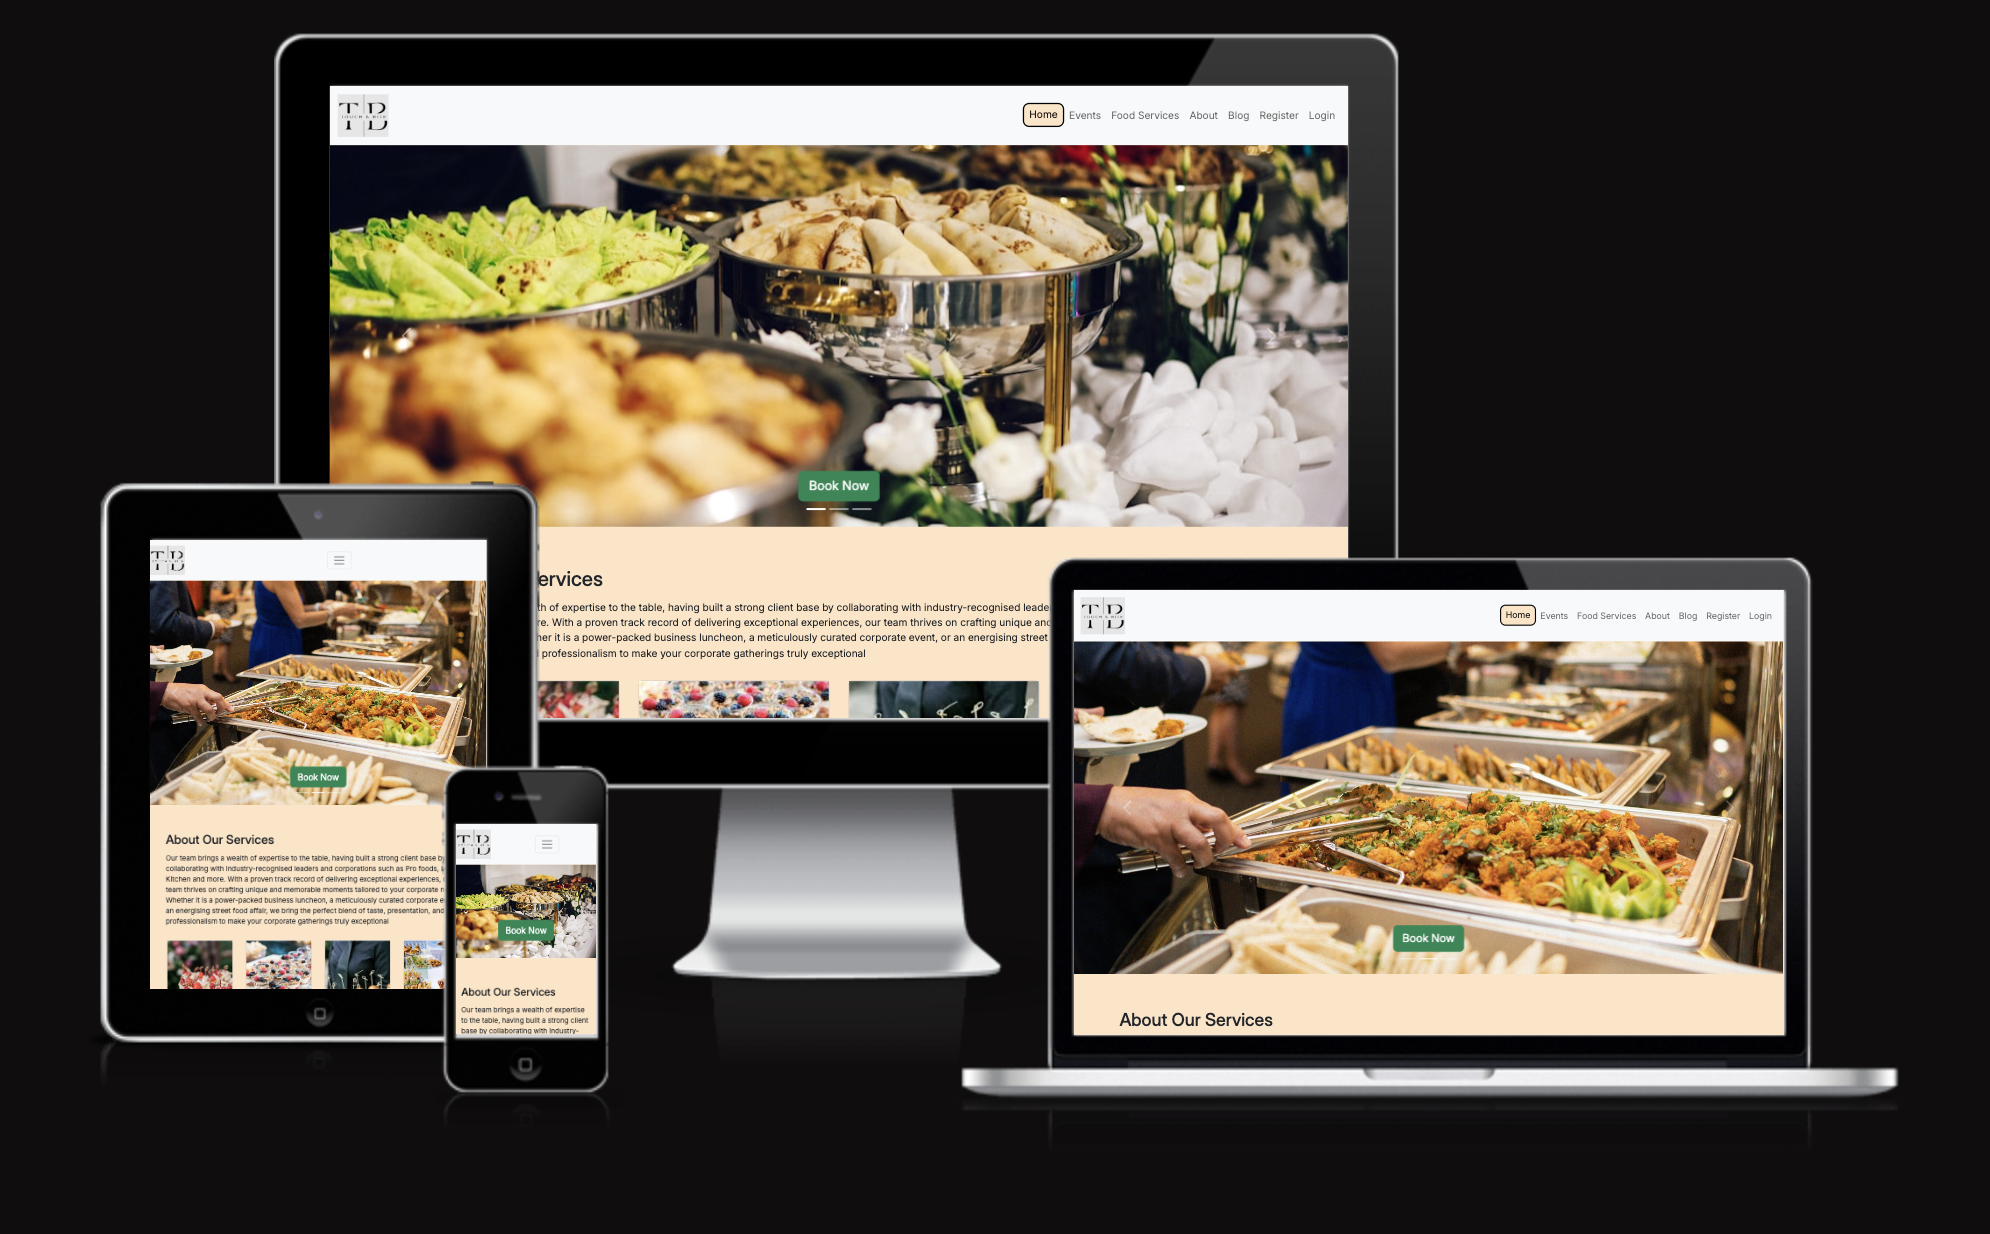 T B
TOUCH & BITE
Home Events Food Services About Blog Register Login
Book Now
ervices
th of expertise to the table, having built a strong client base by collaborating with industry-recognised leade
re. With a proven track record of delivering exceptional experiences, our team thrives on crafting unique and
her it is a power-packed business luncheon, a meticulously curated corporate event, or an energising street
professionalism to make your corporate gatherings truly exceptional
T B
Book Now
About Our Services
Our team brings a wealth of expertise to the table, having built a strong client base by
collaborating with industry-recognised leaders and corporations such as Pro foods,
Kitchen and more. With a proven track record of delivering exceptional experiences,
team thrives on crafting unique and memorable moments tailored to your corporate
Whether it is a power-packed business luncheon, a meticulously curated corporate e
an energising street food affair, we bring the perfect blend of taste, presentation, and
professionalism to make your corporate gatherings truly exceptional
T B
Book Now
About Our Services
Our team brings a wealth of expertise
to the table, having built a strong client
base by collaborating with industry-
T B
TOUCH & BITE
Home Events Food Services About Blog Register Login
Book Now
About Our Services